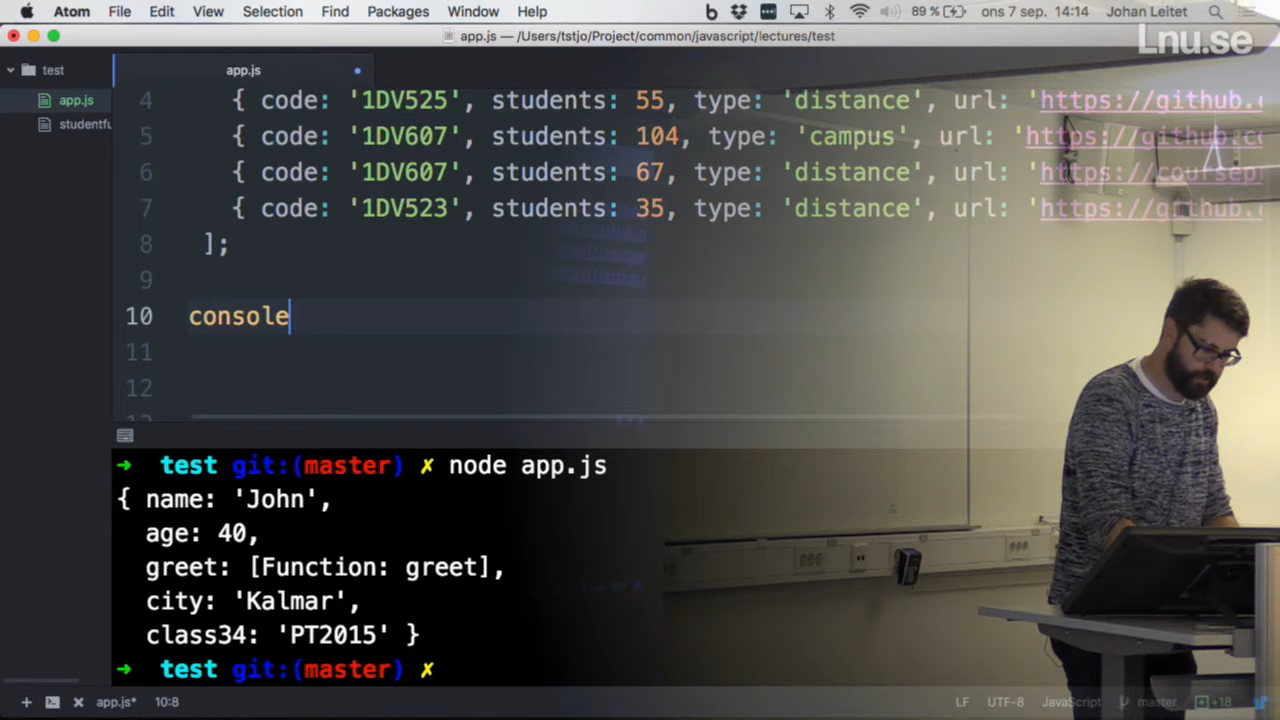 Atom File Edit View Selection Find Packages Window Help 89 % ons 7 sep. 14:14 Johan Leitet
app.js — /Users/tstjo/Project/common/javascript/lectures/test
Lnu.se
test
app.js
app.js
studentfu
4 { code: '1DV525', students: 55, type: 'distance', url: 'https://github.
5 { code: '1DV607', students: 104, type: 'campus', url: 'https://github.co
6 { code: '1DV607', students: 67, type: 'distance', url: 'https://coursep
7 { code: '1DV523', students: 35, type: 'distance', url: 'https://github.
8 ];
9
10 console
11
12
➜ test git:(master) ✗ node app.js
{ name: 'John',
age: 40,
greet: [Function: greet],
city: 'Kalmar',
class34: 'PT2015' }
➜ test git:(master) ✗
app.js* 10:8 LF UTF-8 JavaScript master +18